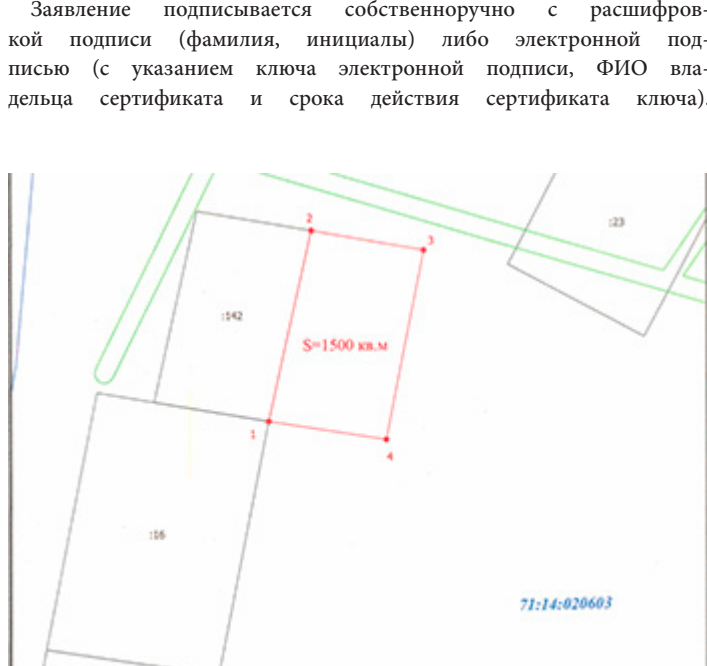 Заявление подписывается собственноручно с расшифров-
кой подписи (фамилия, инициалы) либо электронной под-
писью (с указанием ключа электронной подписи, ФИО вла-
дельца сертификата и срока действия сертификата ключа).
2
3
:23
:142
S=1500 кв.м
1
4
:16
71:14:020603